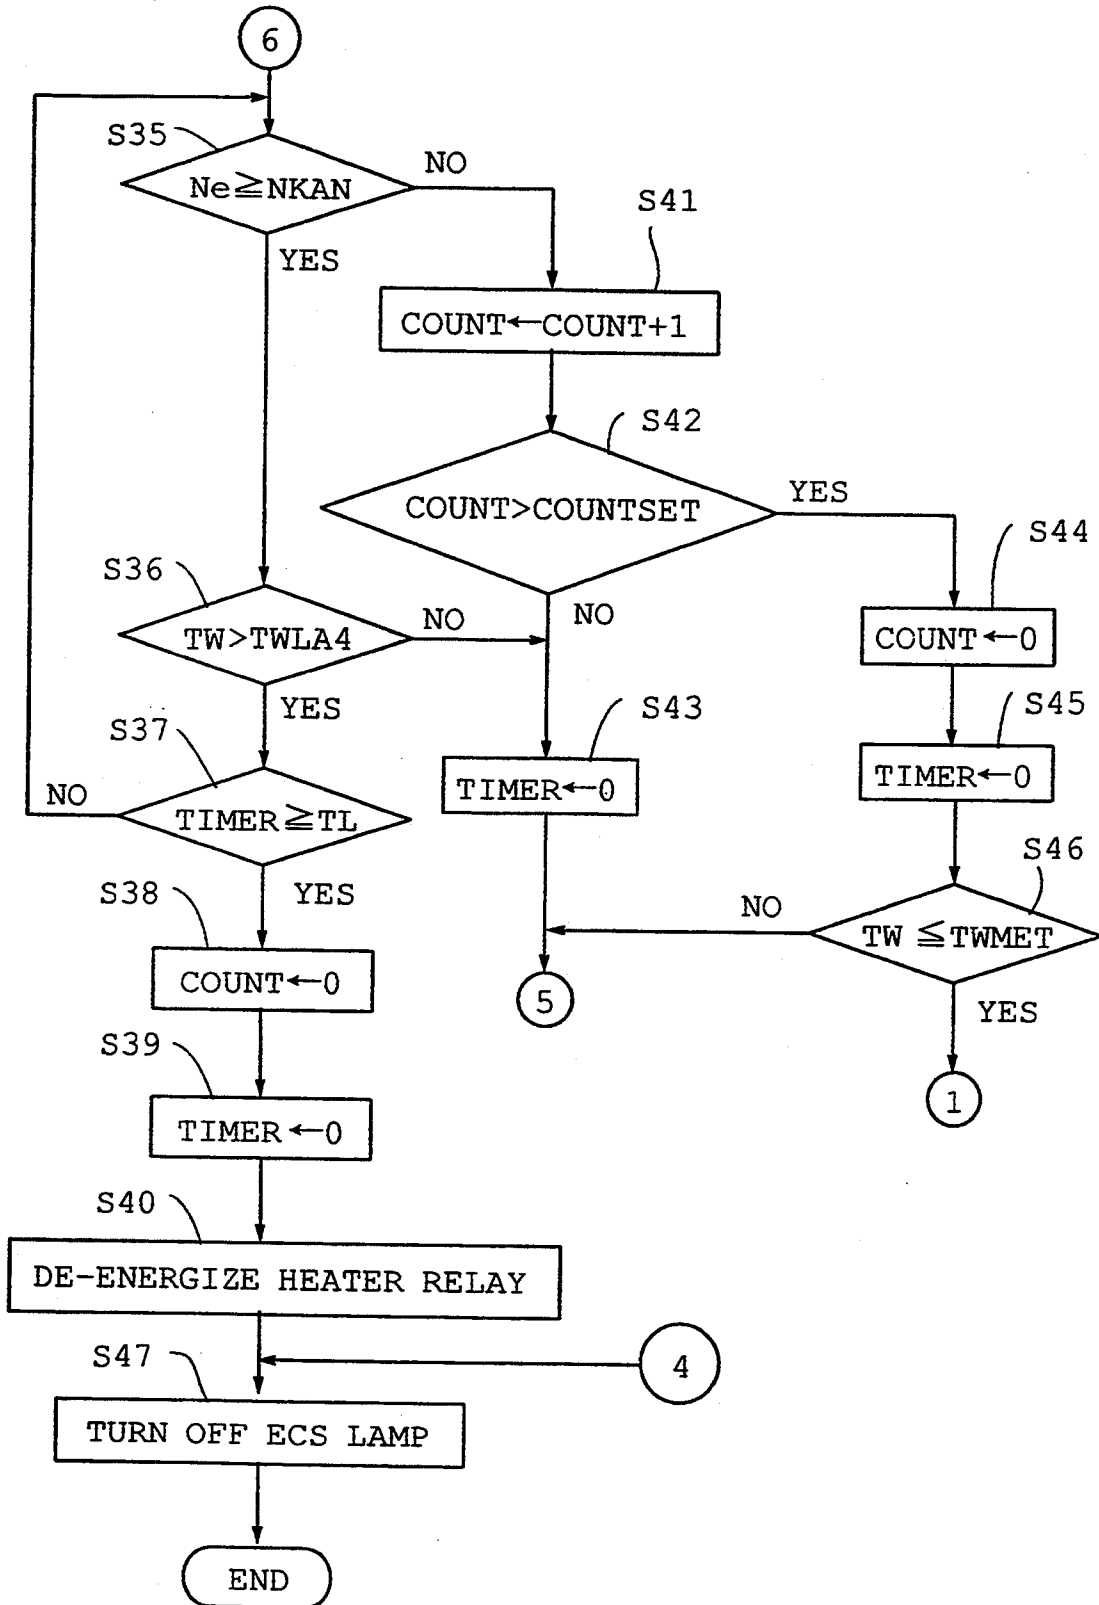 6
S35
Ne≧NKAN
NO
YES
S41
COUNT←COUNT+1
S42
COUNT>COUNTSET
YES
NO
S44
COUNT←0
S36
TW>TWLA4
NO
YES
S43
TIMER←0
S45
TIMER←0
S37
NO
TIMER≧TL
YES
S46
NO
TW ≦TWMET
YES
S38
COUNT←0
5
1
S39
TIMER←0
S40
DE-ENERGIZE HEATER RELAY
4
S47
TURN OFF ECS LAMP
END